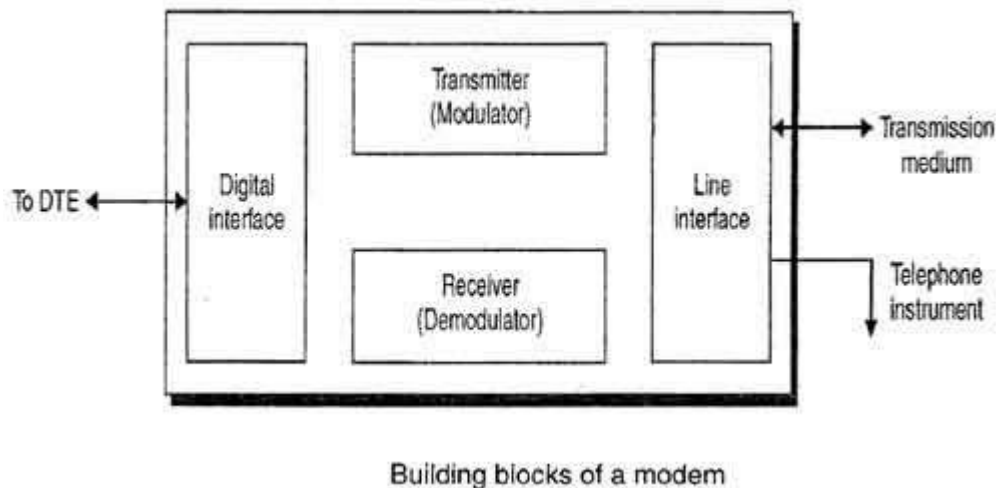 To DTE
Digital
interface
Transmitter
(Modulator)
Receiver
(Demodulator)
Line
interface
Transmission
medium
Telephone
instrument
Building blocks of a modem